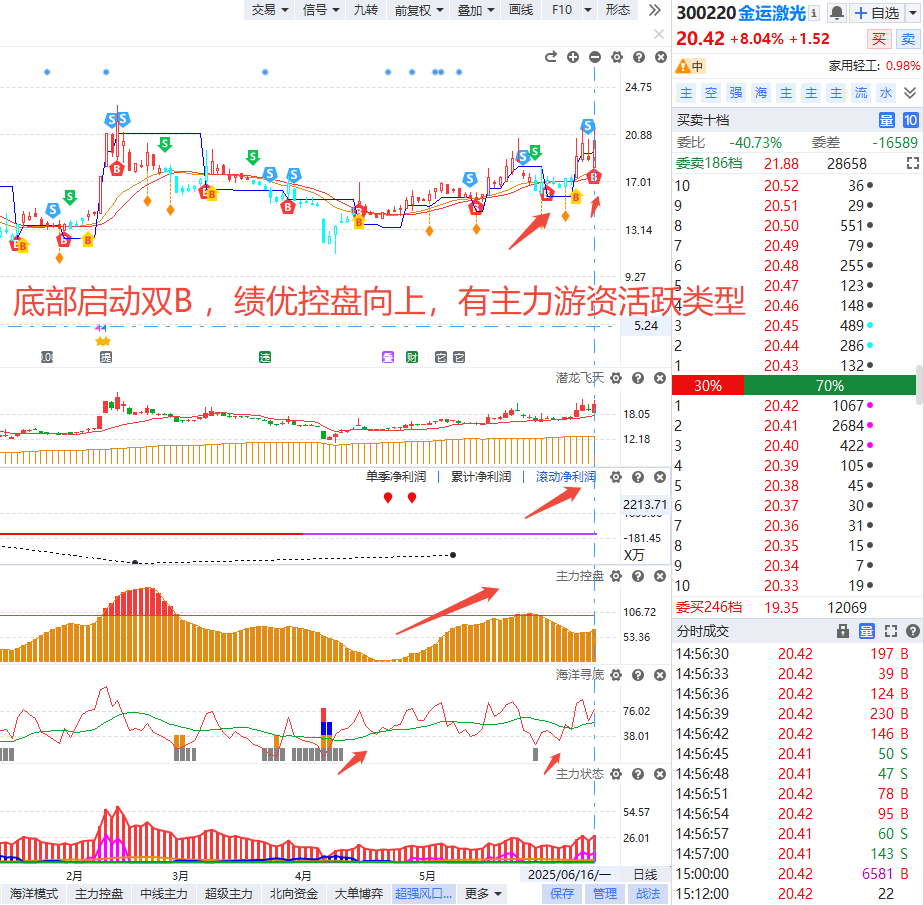 交易 信号 九转 前复权 叠加 画线 F10 形态
24.75
20.88
17.01
13.14
9.27
底部启动双B ，绩优控盘向上，有主力游资活跃类型
5.24
提 违 财 它 它
潜龙飞天
18.05
12.18
单季净利润 | 累计净利润 | 滚动净利润
2213.71
-181.45
X万
主力控盘
106.72
53.36
海洋寻底
76.02
38.01
主力状态
54.57
26.01
2月 3月 4月 5月 2025/06/16/一 日线
海洋模式 主力控盘 中线主力 超级主力 北向资金 大单博弈 超强风口... 更多 保存 管理 战法
300220 金运激光 自选
20.42 +8.04% +1.52 买 卖
中 家用轻工: 0.98%
主 空 强 海 主 主 主 流 水
买卖十档 量 10
委比 -40.73% 委差 -16589
委卖186档 21.88 28658
10 20.52 36
9 20.51 29
8 20.50 551
7 20.49 79
6 20.48 255
5 20.47 123
4 20.46 148
3 20.45 489
2 20.44 286
1 20.43 132
30% 70%
1 20.42 1067
2 20.41 2684
3 20.40 422
4 20.39 105
5 20.38 45
6 20.37 30
7 20.36 31
8 20.35 15
9 20.34 7
10 20.33 19
委买246档 19.35 12069
分时成交 量
14:56:30 20.42 197 B
14:56:33 20.42 39 B
14:56:36 20.42 124 B
14:56:39 20.42 230 B
14:56:42 20.42 146 B
14:56:45 20.41 50 S
14:56:48 20.41 47 S
14:56:51 20.42 78 B
14:56:54 20.42 95 B
14:56:57 20.41 60 S
14:57:00 20.41 143 S
15:00:00 20.42 6581 B
15:12:00 20.42 22